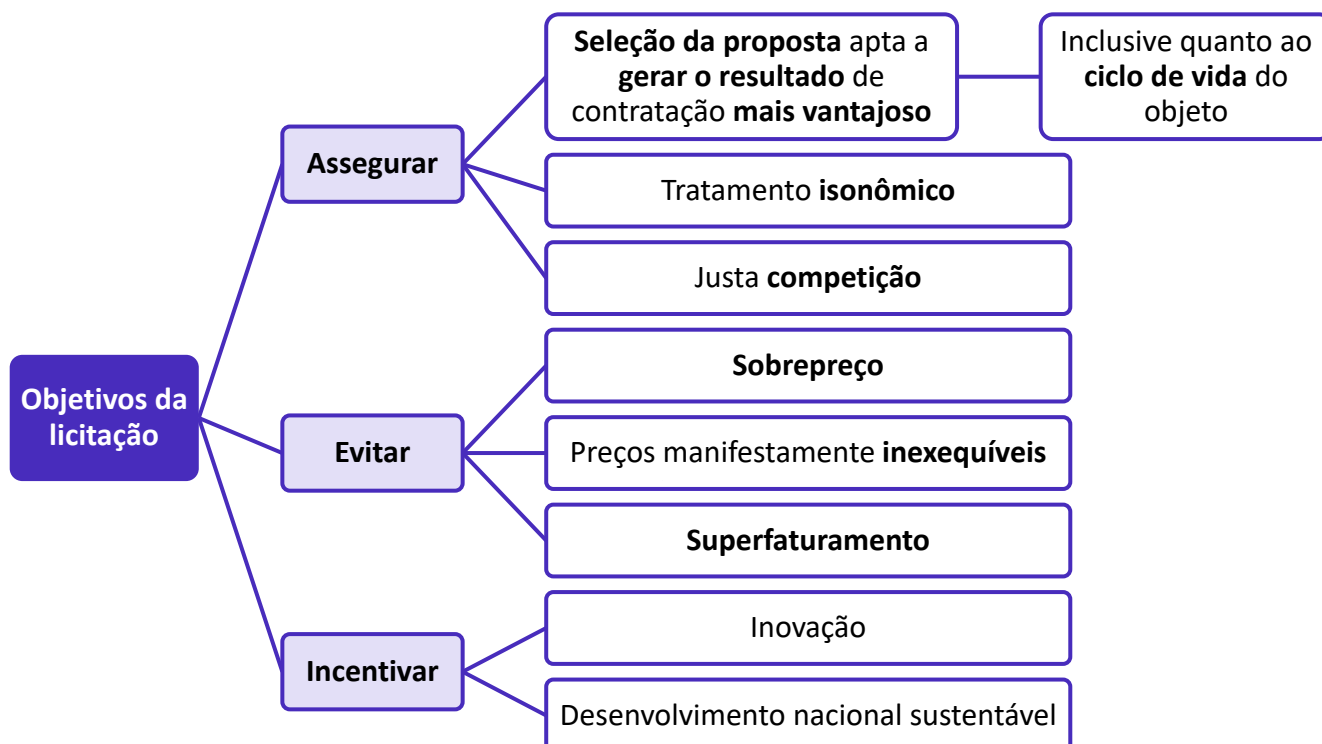 Seleção da proposta apta a
gerar o resultado de
contratação mais vantajoso
Inclusive quanto ao
ciclo de vida do
objeto
Assegurar
Tratamento isonômico
Justa competição
Objetivos da
licitação
Sobrepreço
Evitar
Preços manifestamente inexequíveis
Superfaturamento
Inovação
Incentivar
Desenvolvimento nacional sustentável